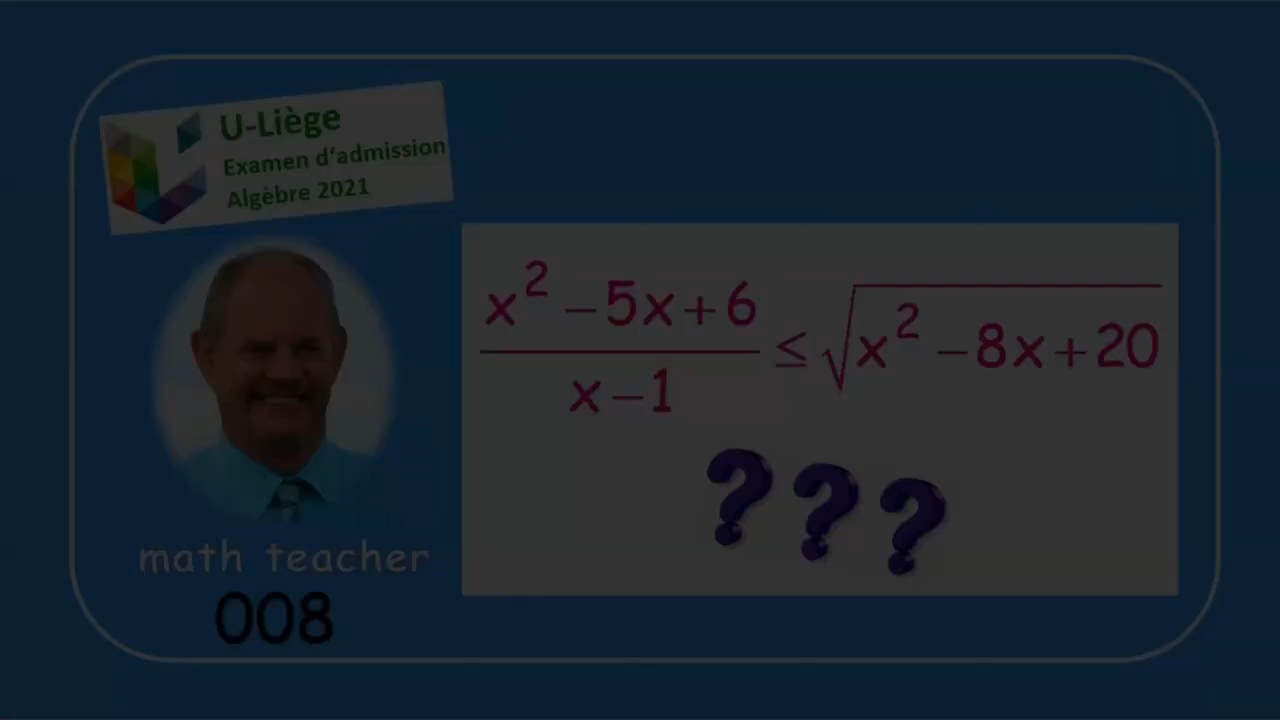 U-Liège
Examen d'admission
Algèbre 2021
x² – 5x + 6
x – 1
≤ √x² – 8x + 20
???
math teacher
008